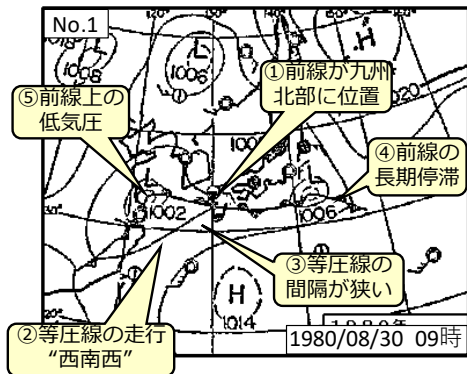 No.1
120°
H
L
1008
L
1006
①前線が九州
北部に位置
⑤前線上の
低気圧
④前線の
長期停滞
L
1002
L
1006
③等圧線の
間隔が狭い
H
1014
②等圧線の走行
“西南西”
1980/08/30 09時